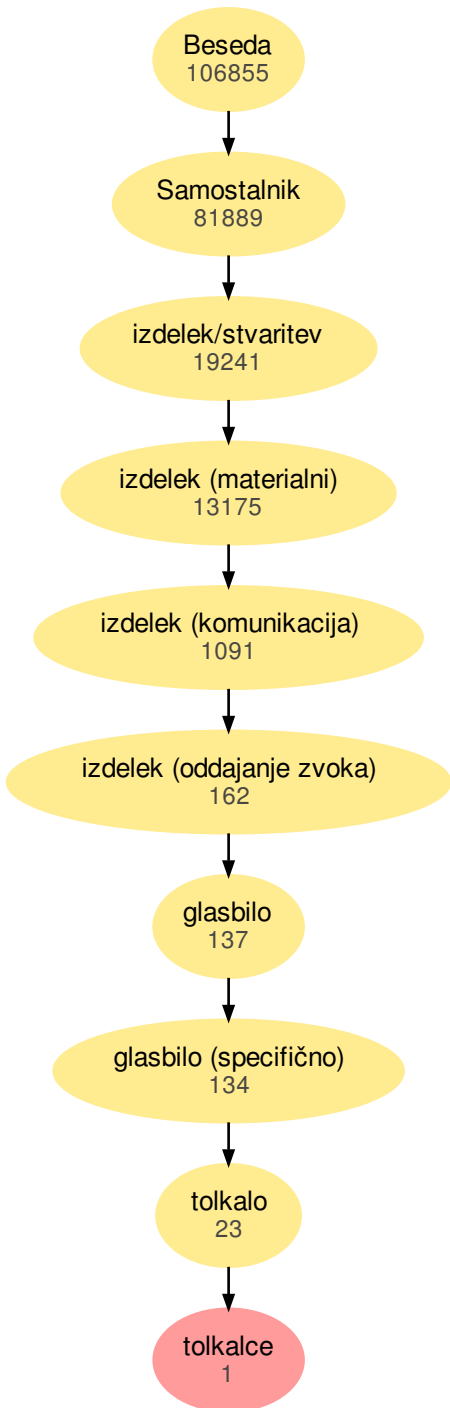 Beseda
106855
Samostalnik
81889
izdelek/stvaritev
19241
izdelek (materialni)
13175
izdelek (komunikacija)
1091
izdelek (oddajanje zvoka)
162
glasbilo
137
glasbilo (specifično)
134
tolkalo
23
tolkalce
1